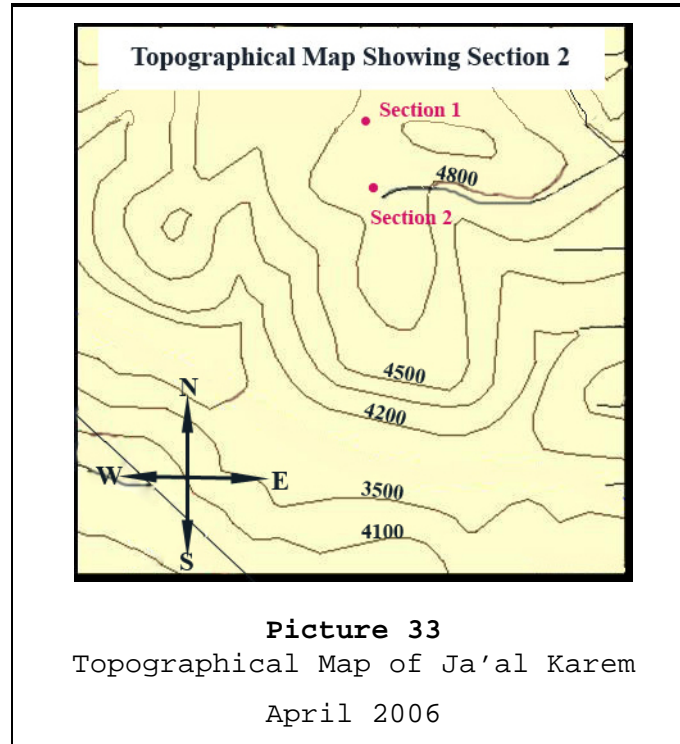 Topographical Map Showing Section 2
Section 1
4800
Section 2
4500
4200
N
W
E
3500
4100
S
Picture 33
Topographical Map of Ja’al Karem
April 2006